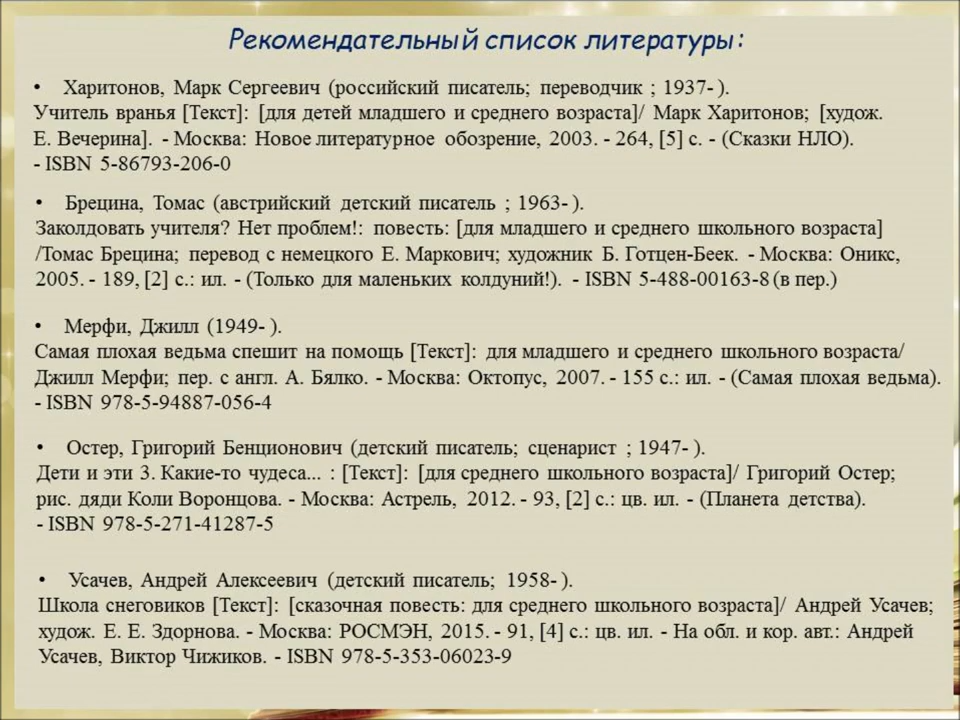 Рекомендательный список литературы:
• Харитонов, Марк Сергеевич (российский писатель; переводчик ; 1937- ).
Учитель вранья [Текст]: [для детей младшего и среднего возраста]/ Марк Харитонов; [худож.
Е. Вечерина]. - Москва: Новое литературное обозрение, 2003. - 264, [5] с. - (Сказки НЛО).
- ISBN 5-86793-206-0
• Брецина, Томас (австрийский детский писатель ; 1963- ).
Заколдовать учителя? Нет проблем!: повесть: [для младшего и среднего школьного возраста]
/Томас Брецина; перевод с немецкого Е. Маркович; художник Б. Готцен-Беек. - Москва: Оникс,
2005. - 189, [2] с.: ил. - (Только для маленьких колдуний!). - ISBN 5-488-00163-8 (в пер.)
• Мерфи, Джилл (1949- ).
Самая плохая ведьма спешит на помощь [Текст]: для младшего и среднего школьного возраста/
Джилл Мерфи; пер. с англ. А. Бялко. - Москва: Октопус, 2007. - 155 с.: ил. - (Самая плохая ведьма).
- ISBN 978-5-94887-056-4
• Остер, Григорий Бенционович (детский писатель; сценарист ; 1947- ).
Дети и эти 3. Какие-то чудеса... : [Текст]: [для среднего школьного возраста]/ Григорий Остер;
рис. дяди Коли Воронцова. - Москва: Астрель, 2012. - 93, [2] с.: цв. ил. - (Планета детства).
- ISBN 978-5-271-41287-5
• Усачев, Андрей Алексеевич (детский писатель; 1958- ).
Школа снеговиков [Текст]: [сказочная повесть: для среднего школьного возраста]/ Андрей Усачев;
худож. Е. Е. Здорнова. - Москва: РОСМЭН, 2015. - 91, [4] с.: цв. ил. - На обл. и кор. авт.: Андрей
Усачев, Виктор Чижиков. - ISBN 978-5-353-06023-9